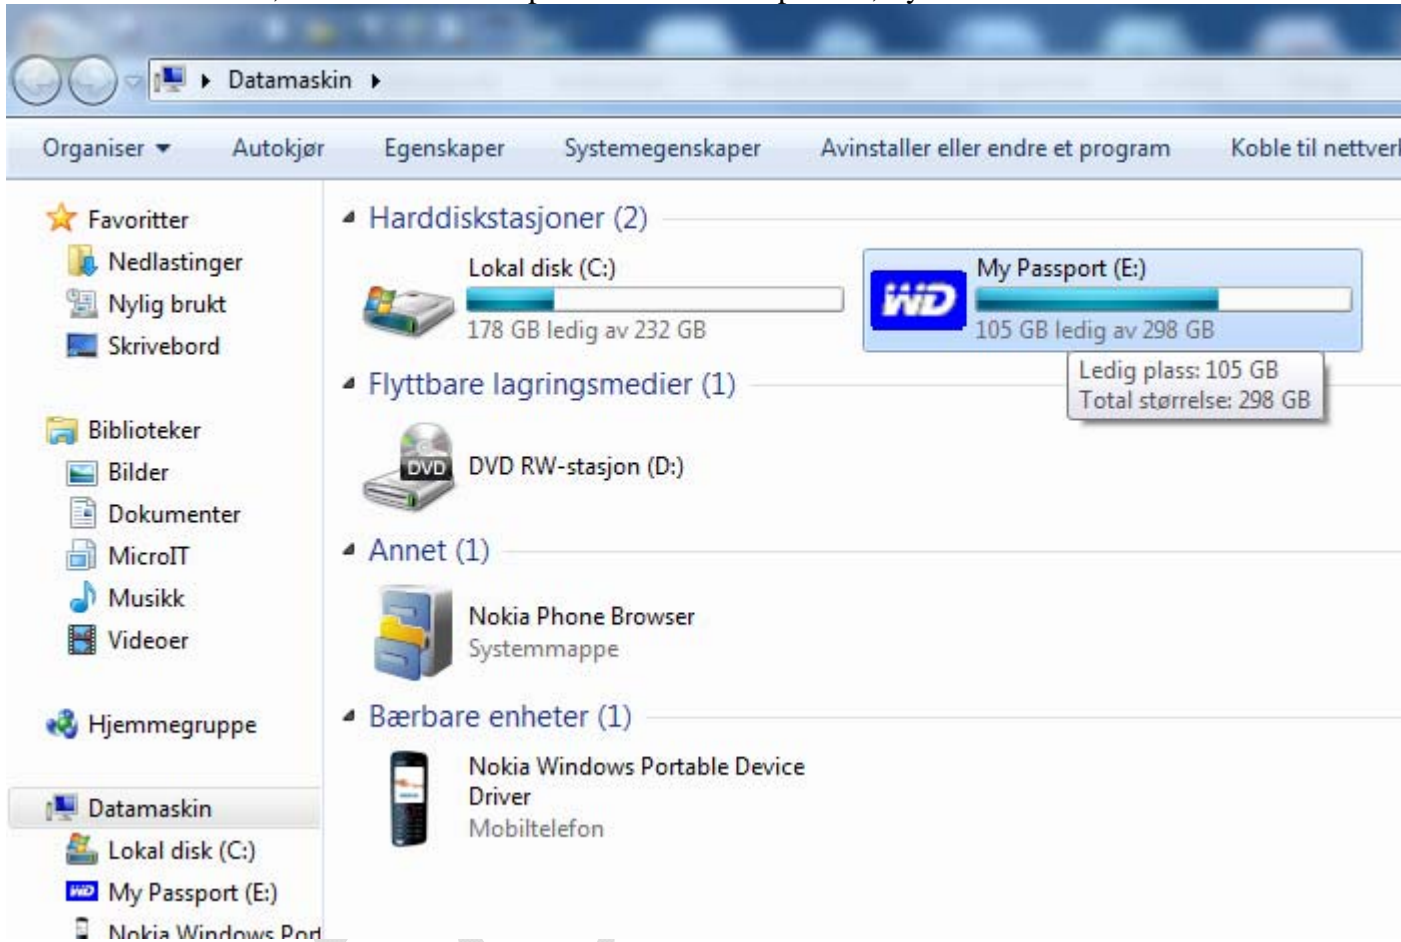 Datamaskin
Organiser Autokjør Egenskaper Systemegenskaper Avinstaller eller endre et program Koble til
Favoritter
Nedlastinger
Nylig brukt
Skrivebord
Biblioteker
Bilder
Dokumenter
MicroIT
Musikk
Videoer
Hjemmegruppe
Datamaskin
Lokal disk (C:)
My Passport (E:)
Nokia Windows
Harddiskstasjoner (2)
Lokal disk (C:)
178 GB ledig av 232 GB
WD
My Passport (E:)
105 GB ledig av 298 GB
Ledig plass: 105 GB
Total størrelse: 298 GB
Flyttbare lagringsmedier (1)
DVD
DVD RW-stasjon (D:)
Annet (1)
Nokia Phone Browser
Systemmappe
Bærbare enheter (1)
Nokia Windows Portable Device
Driver
Mobiltelefon